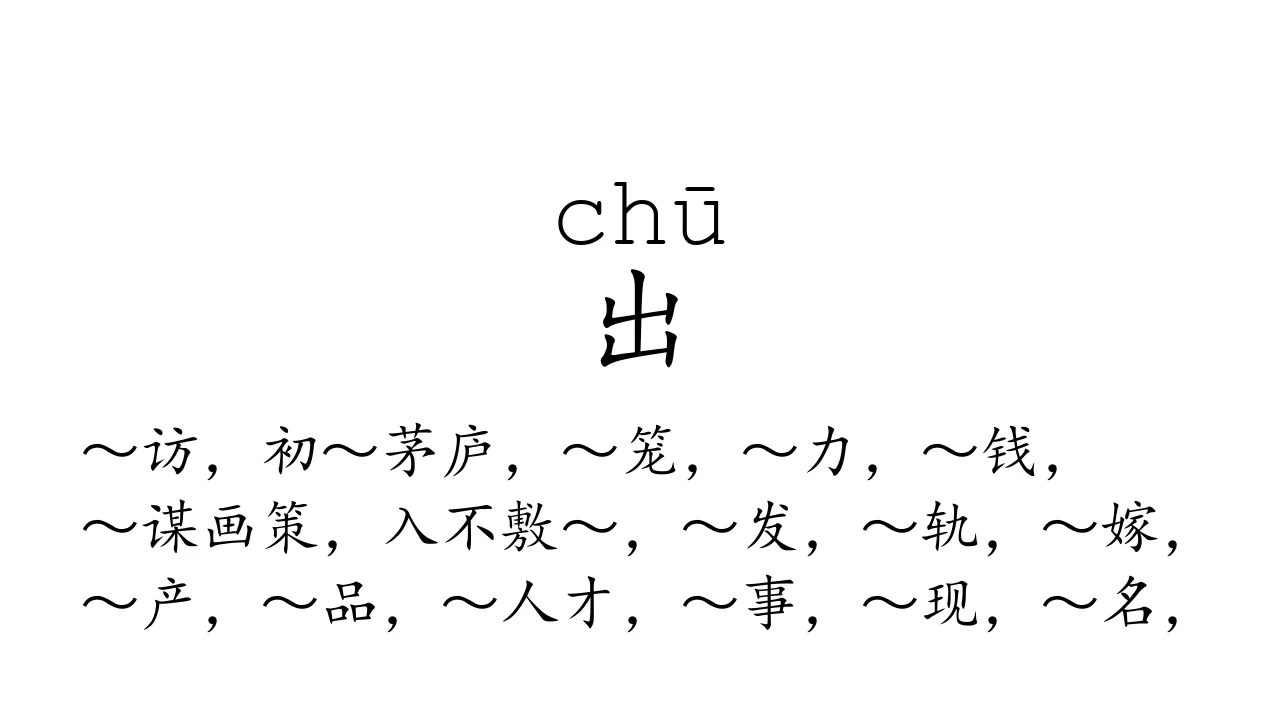 chū
出
～访，初～茅庐，～笼，～力，～钱，
～谋画策，入不敷～，～发，～轨，～嫁，
～产，～品，～人才，～事，～现，～名，